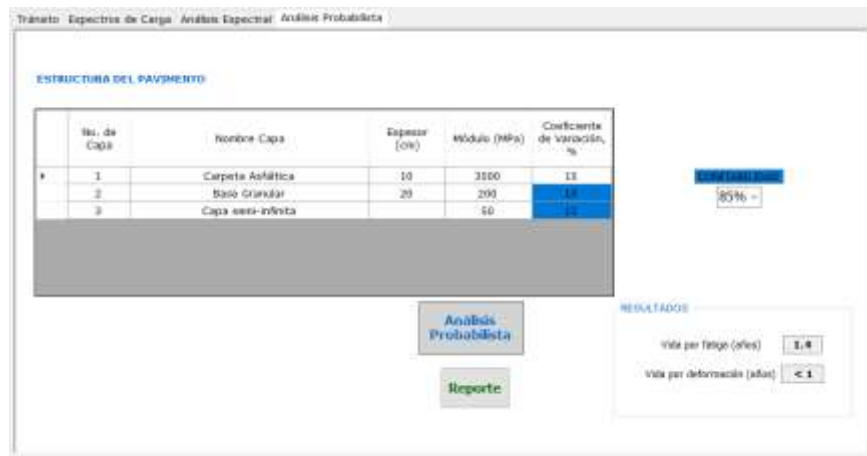 Tránsito Espectros de Carga Análisis Espectral Análisis Probabilista
ESTRUCTURA DEL PAVIMENTO
No. de Capa Nombre Capa Espesor (cm) Módulo (MPa) Coeficiente de Variación, %
1 Carpeta Asfáltica 10 3000
2 Base Granular 20 200
3 Capa semi-infinita 50
CONFIABILIDAD
85%
Análisis
Probabilista
Reporte
RESULTADOS
Vida por fatiga (años) 1.4
Vida por deformación (años) < 1